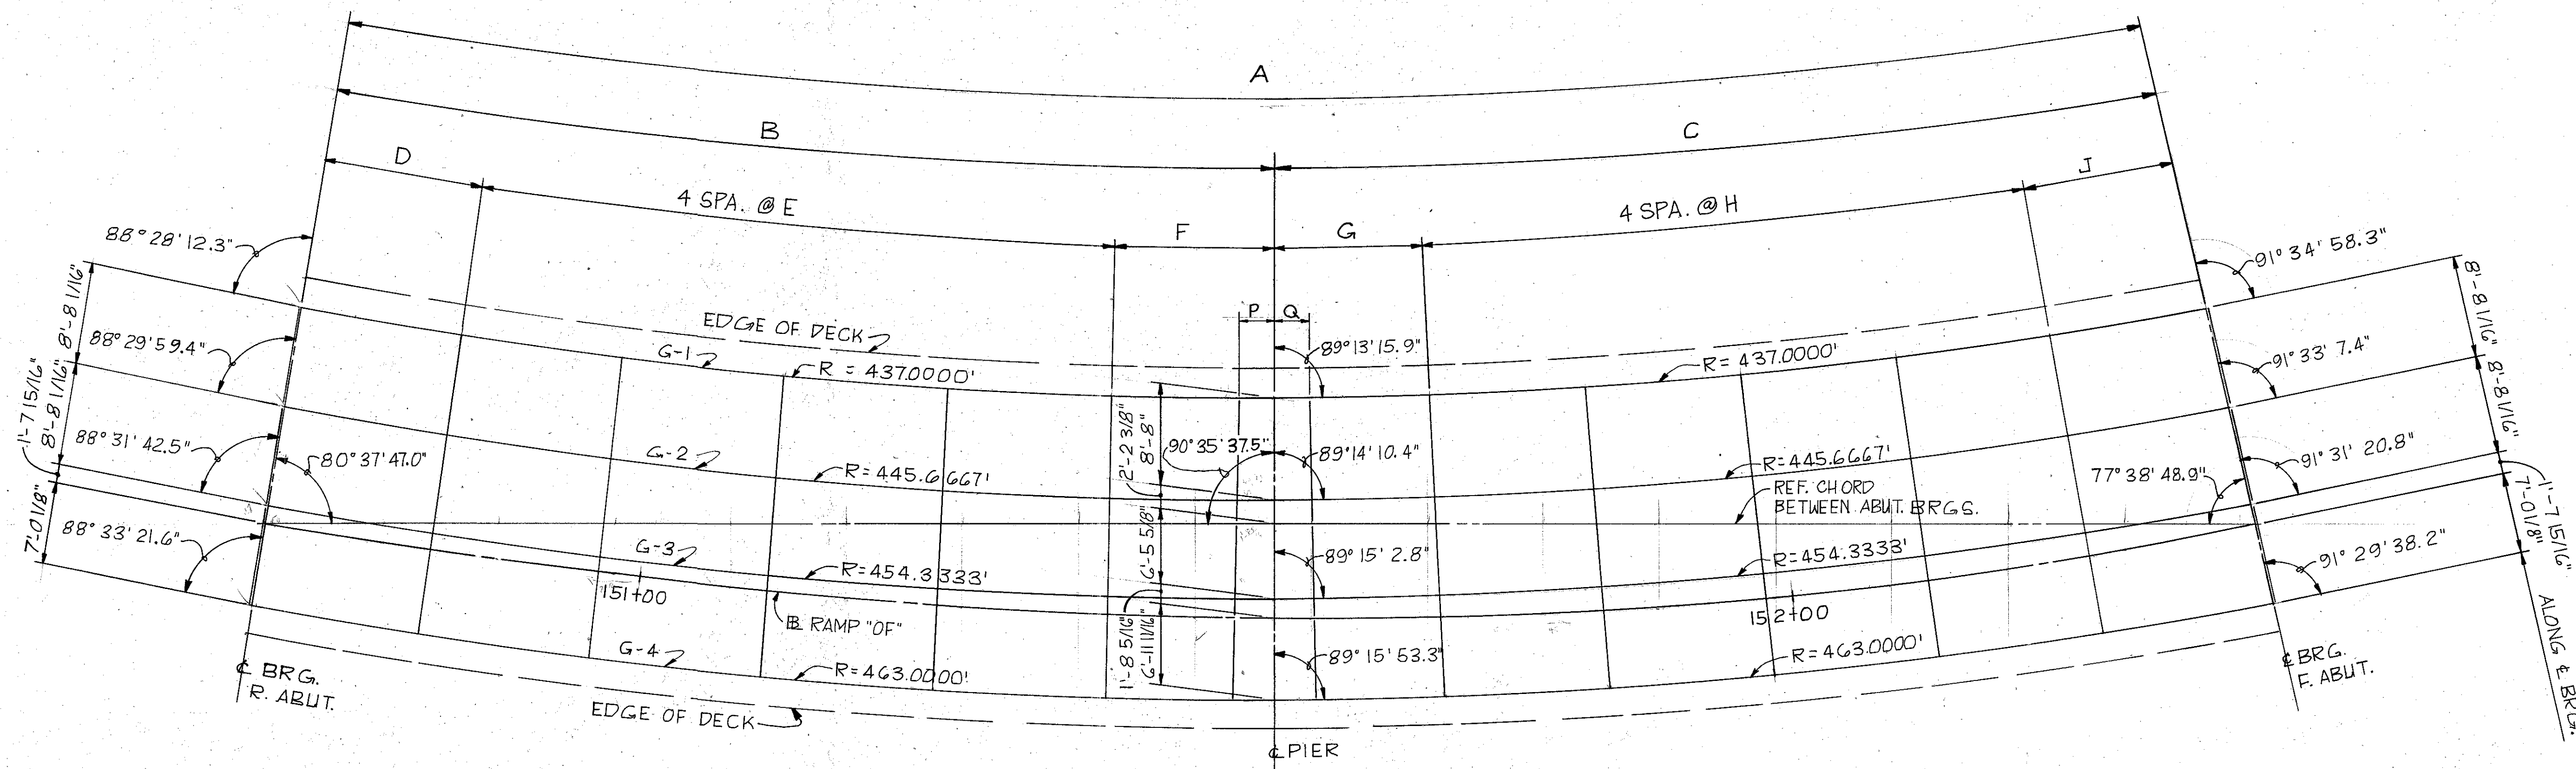 A
B
C
D
4 SPA. @ E
F
G
4 SPA. @ H
J
88° 28' 12.3"
91° 34' 58.3"
8'-8 1/16"
8'-8 1/16"
EDGE OF DECK
P
Q
89° 13' 15.9"
G-1
R = 437.0000'
R = 437.0000'
88° 29' 59.4"
91° 33' 7.4"
8'-8 1/16"
8'-8 1/16"
1'-7 15/16"
88° 31' 42.5"
80° 37' 47.0"
G-2
R=445.6667'
2'-2 3/8"
8'-8"
90° 35' 37.5"
89° 14' 10.4"
R=445.6667'
REF. CHORD
BETWEEN ABUT. BRGS.
77° 38' 48.9"
91° 31' 20.8"
1'-7 15/16"
7'-0 1/8"
7'-0 1/8"
88° 33' 21.6"
G-3
R=454.3333'
6'-5 5/8"
89° 15' 2.8"
R=454.3333'
91° 29' 38.2"
151+00
℄ RAMP "OF"
152+00
G-4
R=463.0000'
1'-8 5/16"
6'-11 11/16"
89° 15' 53.3"
R=463.0000'
℄ BRG.
R. ABUT.
EDGE OF DECK
℄ PIER
℄ BRG.
F. ABUT.
ALONG ℄ BRG.